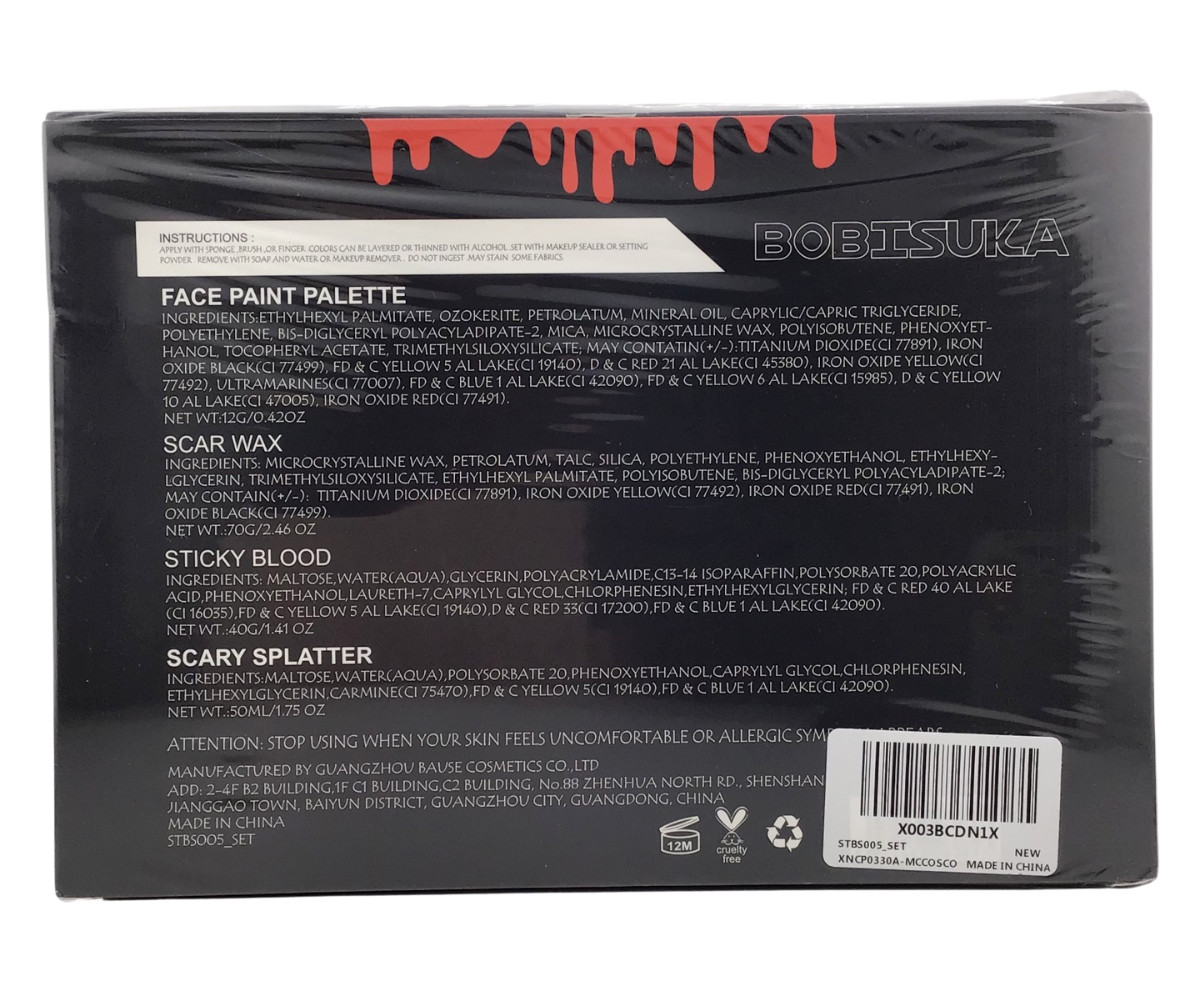 BOBISUKA
INSTRUCTIONS :
APPLY WITH SPONGE ,BRUSH ,OR FINGER. COLORS CAN BE LAYERED OR THINNED WITH ALCOHOL .SET WITH MAKEUP SEALER OR SETTING
POWDER . REMOVE WITH SOAP AND WATER OR MAKEUP REMOVER . DO NOT INGEST .MAY STAIN SOME FABRICS.
FACE PAINT PALETTE
INGREDIENTS:ETHYLHEXYL PALMITATE, OZOKERITE, PETROLATUM, MINERAL OIL, CAPRYLIC/CAPRIC TRIGLYCERIDE,
POLYETHYLENE, BIS-DIGLYCERYL POLYACYLADIPATE-2, MICA, MICROCRYSTALLINE WAX, POLYISOBUTENE, PHENOXYET-
HANOL, TOCOPHERYL ACETATE, TRIMETHYLSILOXYSILICATE; MAY CONTATIN(+/-):TITANIUM DIOXIDE(CI 77891), IRON
OXIDE BLACK(CI 77499), FD & C YELLOW 5 AL LAKE(CI 19140), D & C RED 21 AL LAKE(CI 45380), IRON OXIDE YELLOW(CI
77492), ULTRAMARINES(CI 77007), FD & C BLUE 1 AL LAKE(CI 42090), FD & C YELLOW 6 AL LAKE(CI 15985), D & C YELLOW
10 AL LAKE(CI 47005), IRON OXIDE RED(CI 77491).
NET WT:12G/0.42OZ
SCAR WAX
INGREDIENTS: MICROCRYSTALLINE WAX, PETROLATUM, TALC, SILICA, POLYETHYLENE, PHENOXYETHANOL, ETHYLHEXY-
LGLYCERIN, TRIMETHYLSILOXYSILICATE, ETHYLHEXYL PALMITATE, POLYISOBUTENE, BIS-DIGLYCERYL POLYACYLADIPATE-2;
MAY CONTAIN(+/-): TITANIUM DIOXIDE(CI 77891), IRON OXIDE YELLOW(CI 77492), IRON OXIDE RED(CI 77491), IRON
OXIDE BLACK(CI 77499).
NET WT.:70G/2.46 OZ
STICKY BLOOD
INGREDIENTS: MALTOSE,WATER(AQUA),GLYCERIN,POLYACRYLAMIDE,C13-14 ISOPARAFFIN,POLYSORBATE 20,POLYACRYLIC
ACID,PHENOXYETHANOL,LAURETH-7,CAPRYLYL GLYCOL,CHLORPHENESIN,ETHYLHEXYLGLYCERIN; FD & C RED 40 AL LAKE
(CI 16035),FD & C YELLOW 5 AL LAKE(CI 19140),D & C RED 33(CI 17200),FD & C BLUE 1 AL LAKE(CI 42090).
NET WT.:40G/1.41 OZ
SCARY SPLATTER
INGREDIENTS:MALTOSE,WATER(AQUA),POLYSORBATE 20,PHENOXYETHANOL,CAPRYLYL GLYCOL,CHLORPHENESIN,
ETHYLHEXYLGLYCERIN,CARMINE(CI 75470),FD & C YELLOW 5(CI 19140),FD & C BLUE 1 AL LAKE(CI 42090).
NET WT.:50ML/1.75 OZ
ATTENTION: STOP USING WHEN YOUR SKIN FEELS UNCOMFORTABLE OR ALLERGIC
MANUFACTURED BY GUANGZHOU BAUSE COSMETICS CO.,LTD
ADD: 2-4F B2 BUILDING,1F C1 BUILDING,C2 BUILDING, No.88 ZHENHUA NORTH RD., SHENSHAN
JIANGGAO TOWN, BAIYUN DISTRICT, GUANGZHOU CITY, GUANGDONG, CHINA
MADE IN CHINA
STBS005_SET
12M
cruelty
free
X003BCDN1X
STBS005_SET
NEW
XNCP0330A-MCCOSCO MADE IN CHINA